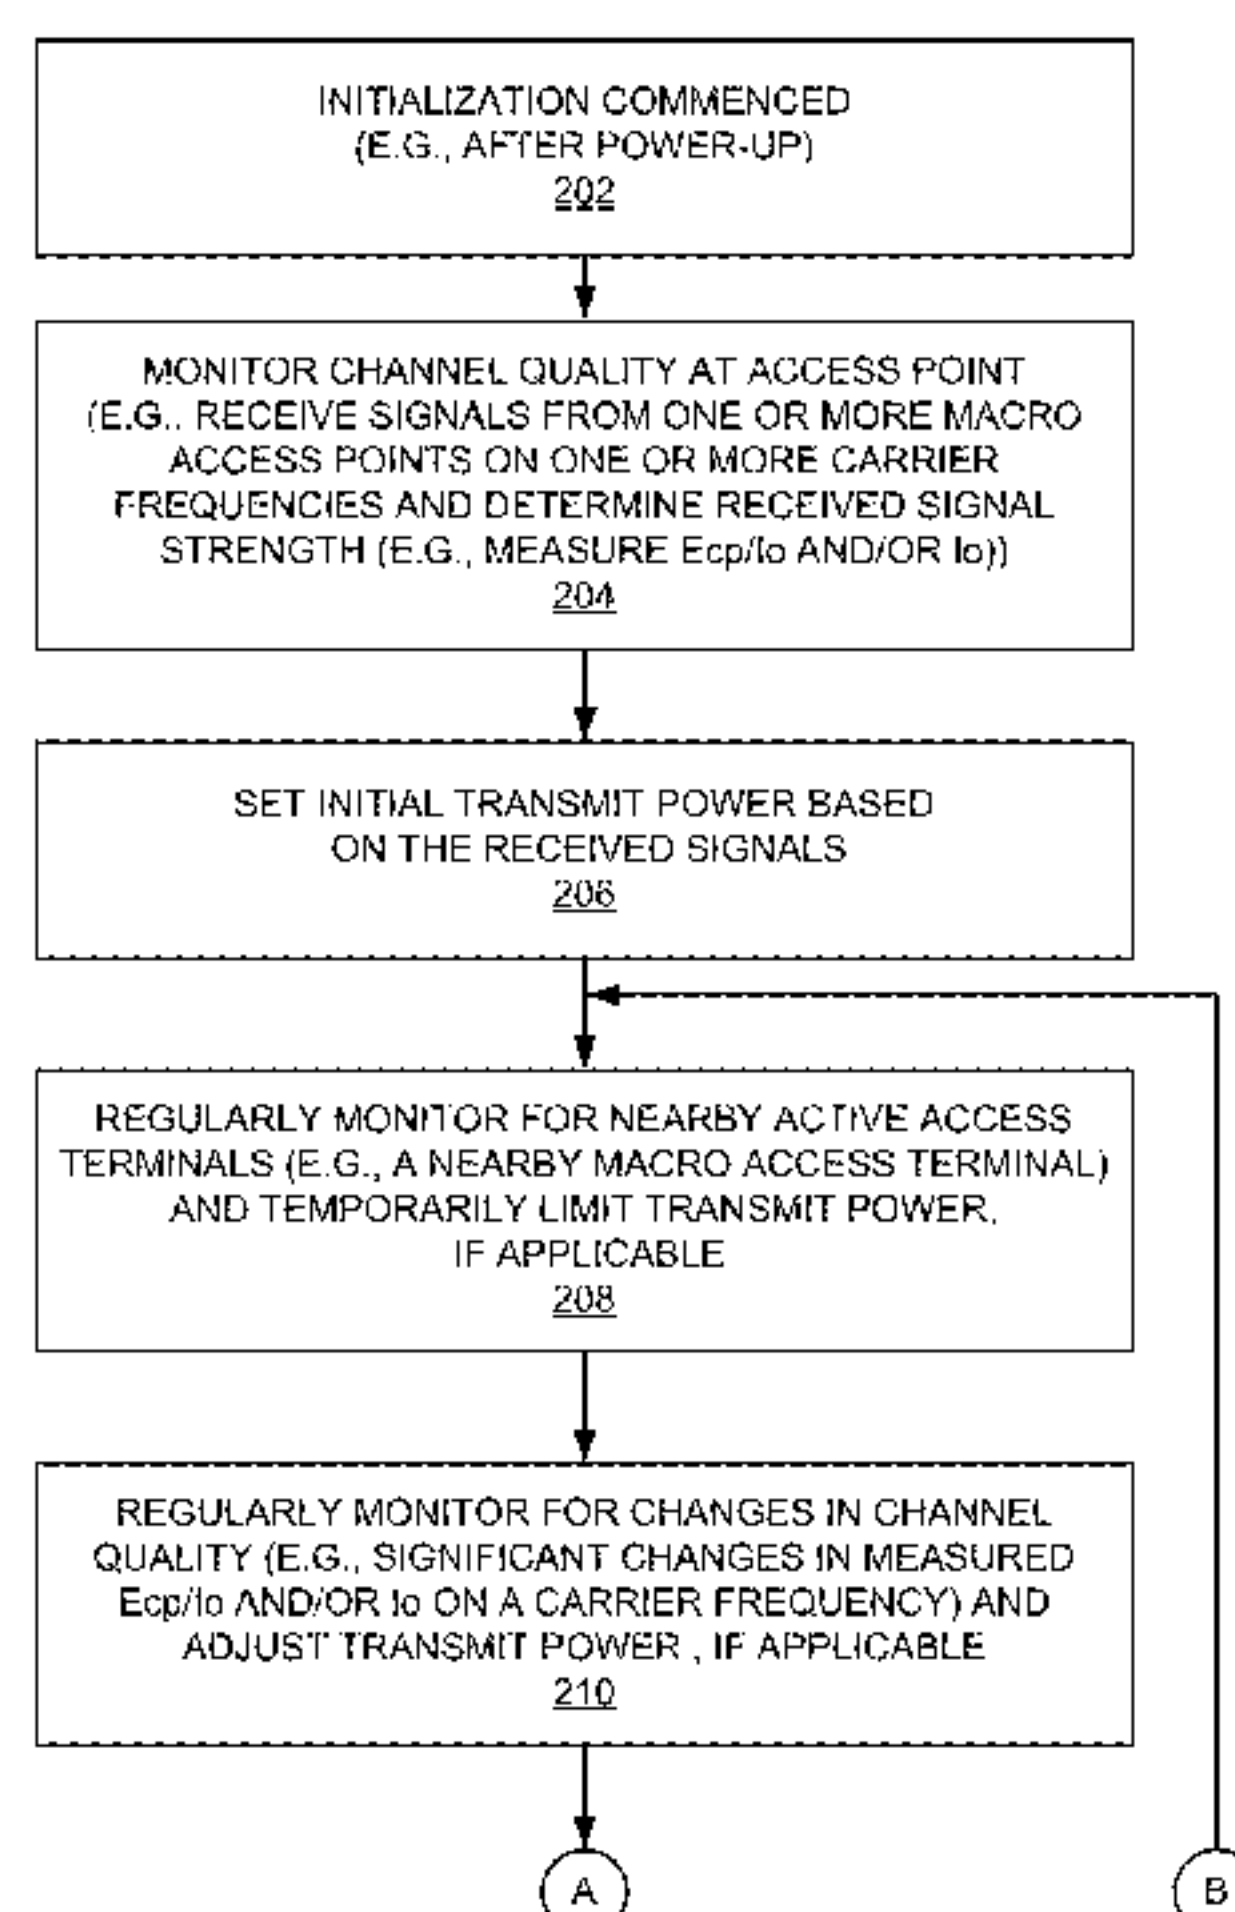 INITIALIZATION COMMENCED
(E.G., AFTER POWER-UP)
202
MONITOR CHANNEL QUALITY AT ACCESS POINT
(E.G., RECEIVE SIGNALS FROM ONE OR MORE MACRO
ACCESS POINTS ON ONE OR MORE CARRIER
FREQUENCIES AND DETERMINE RECEIVED SIGNAL
STRENGTH (E.G., MEASURE Ecp/Io AND/OR Io))
204
SET INITIAL TRANSMIT POWER BASED
ON THE RECEIVED SIGNALS
206
REGULARLY MONITOR FOR NEARBY ACTIVE ACCESS
TERMINALS (E.G., A NEARBY MACRO ACCESS TERMINAL)
AND TEMPORARILY LIMIT TRANSMIT POWER,
IF APPLICABLE
208
REGULARLY MONITOR FOR CHANGES IN CHANNEL
QUALITY (E.G., SIGNIFICANT CHANGES IN MEASURED
Ecp/Io AND/OR Io ON A CARRIER FREQUENCY) AND
ADJUST TRANSMIT POWER , IF APPLICABLE
210
A
B